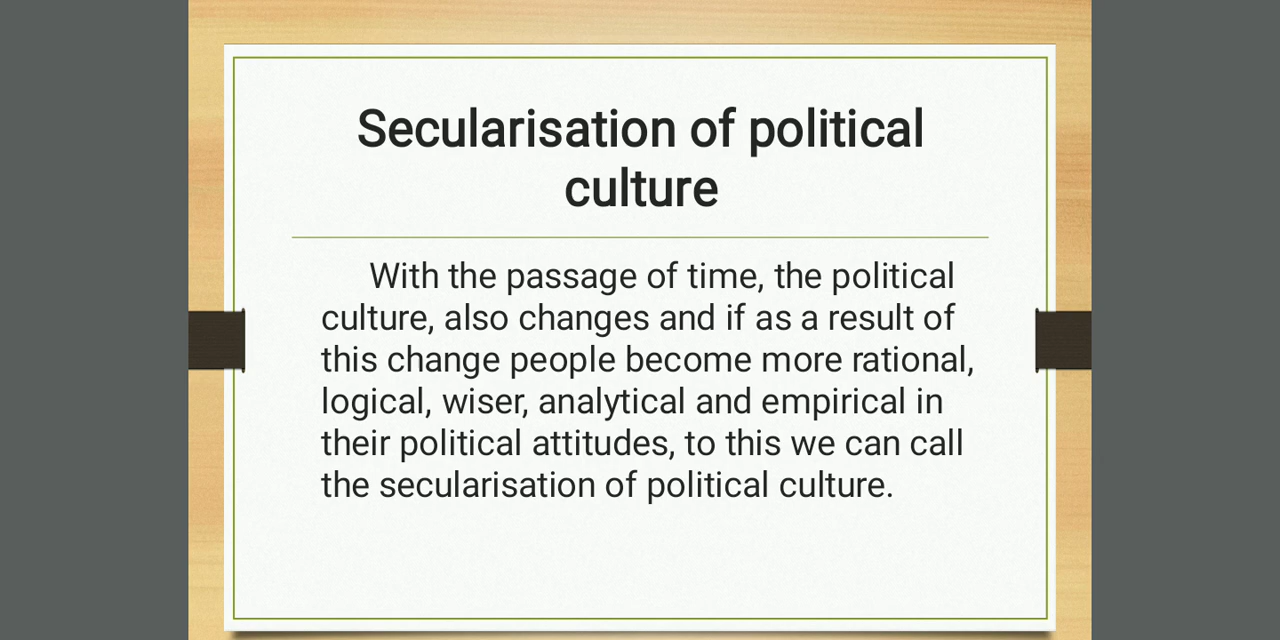 Secularisation of political
culture
With the passage of time, the political
culture, also changes and if as a result of
this change people become more rational,
logical, wiser, analytical and empirical in
their political attitudes, to this we can call
the secularisation of political culture.